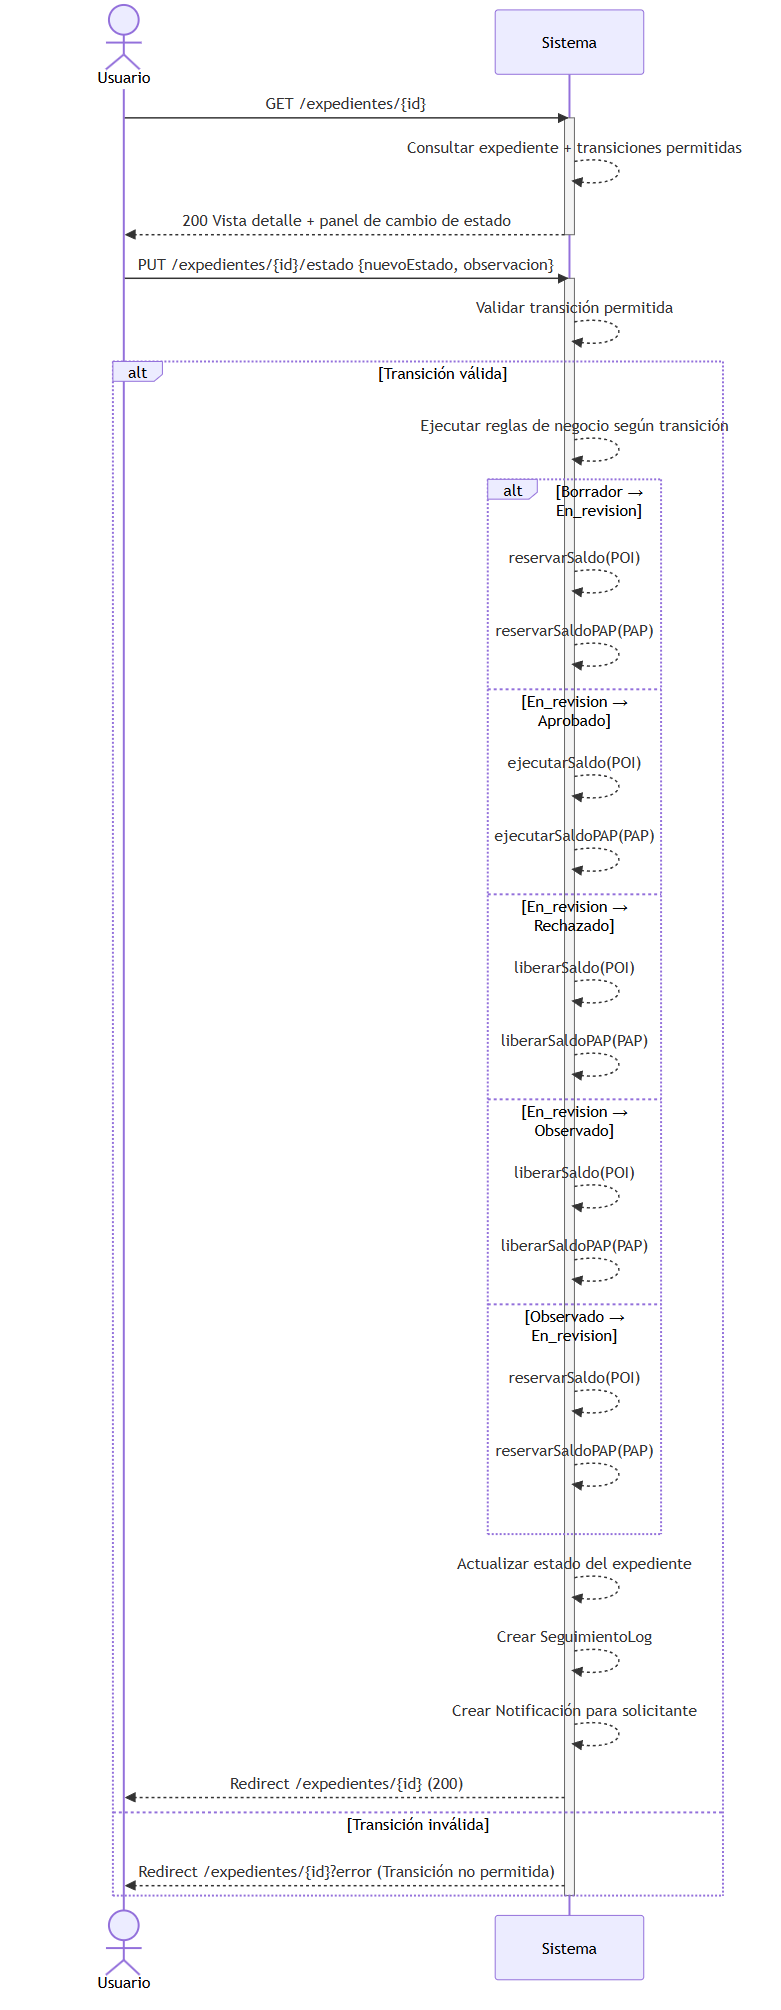 Usuario
Sistema
GET /expedientes/{id}
Consultar expediente + transiciones permitidas
200 Vista detalle + panel de cambio de estado
PUT /expedientes/{id}/estado {nuevoEstado, observacion}
Validar transición permitida
alt
[Transición válida]
Ejecutar reglas de negocio según transición
alt
[Borrador →
En_revision]
reservarSaldo(POI)
reservarSaldoPAP(PAP)
[En_revision →
Aprobado]
ejecutarSaldo(POI)
ejecutarSaldoPAP(PAP)
[En_revision →
Rechazado]
liberarSaldo(POI)
liberarSaldoPAP(PAP)
[En_revision →
Observado]
liberarSaldo(POI)
liberarSaldoPAP(PAP)
[Observado →
En_revision]
reservarSaldo(POI)
reservarSaldoPAP(PAP)
Actualizar estado del expediente
Crear SeguimientoLog
Crear Notificación para solicitante
Redirect /expedientes/{id} (200)
[Transición inválida]
Redirect /expedientes/{id}?error (Transición no permitida)
Usuario
Sistema